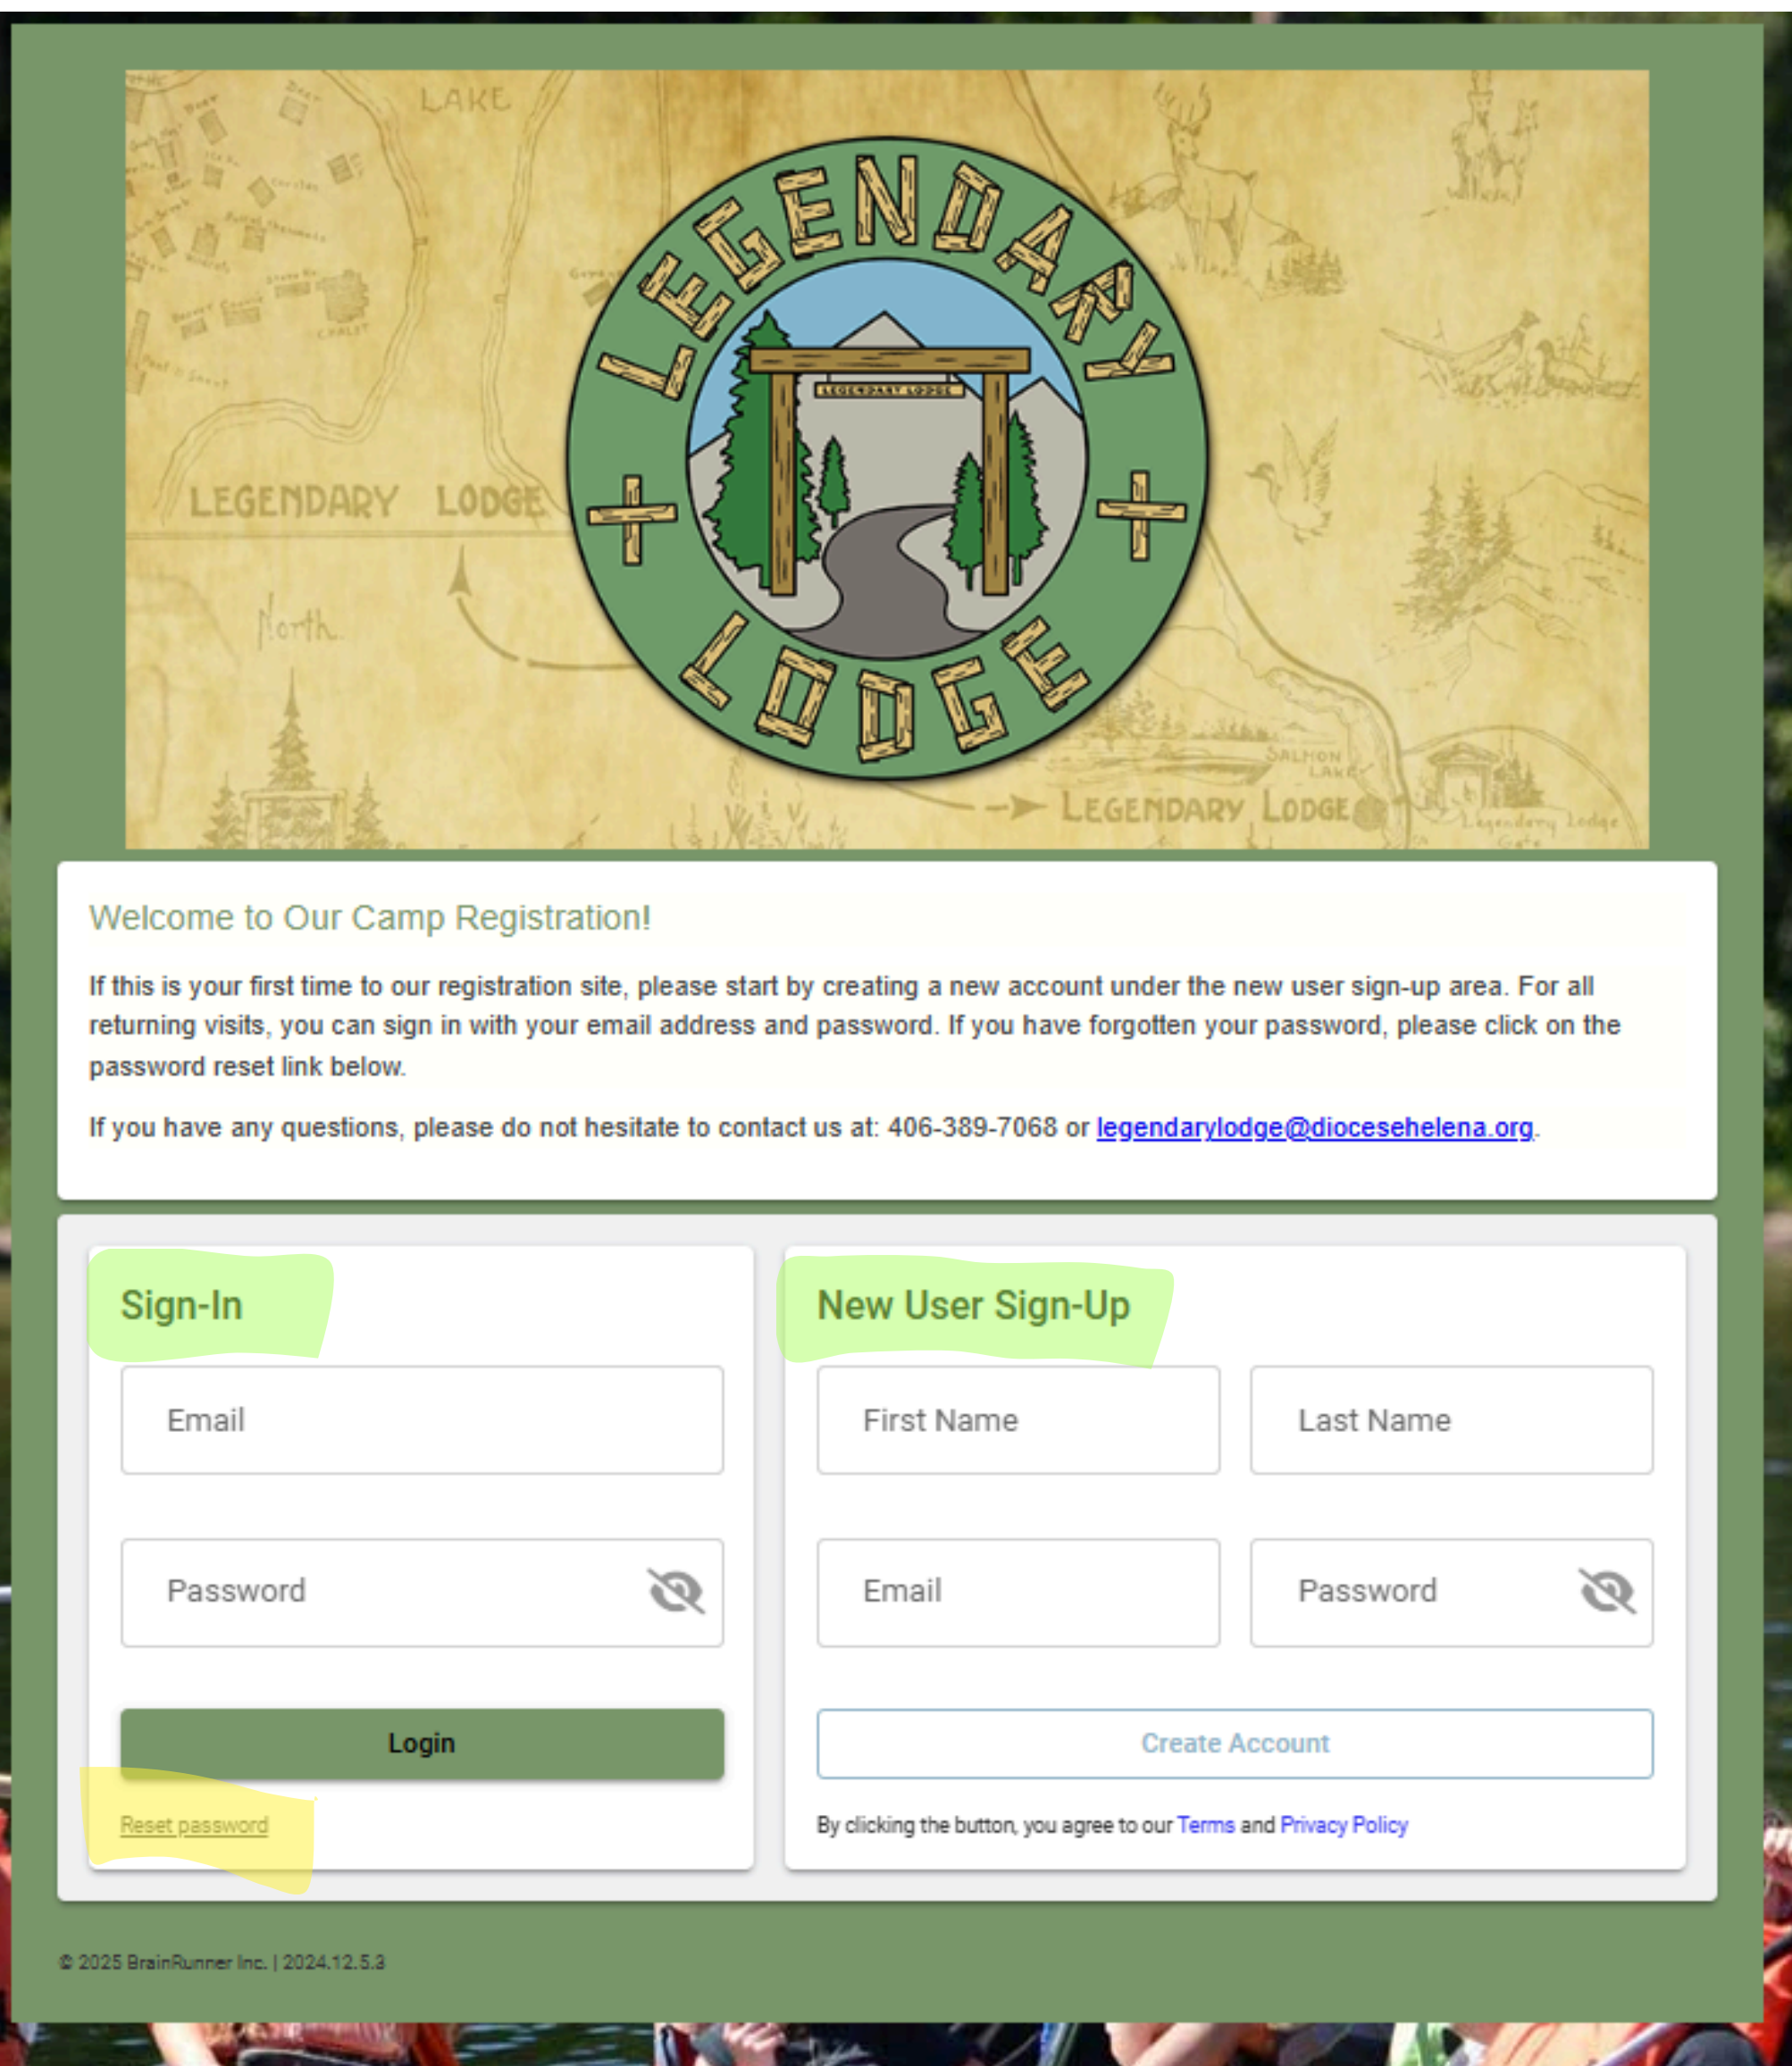 LAKE
CHALET
LEGENDARY LODGE
North
LEGENDARY
LEGENDARY LODGE
LODGE
SALMON
LAKE
LEGENDARY LODGE
Legendary Lodge
Gate
Welcome to Our Camp Registration!
If this is your first time to our registration site, please start by creating a new account under the new user sign-up area. For all
returning visits, you can sign in with your email address and password. If you have forgotten your password, please click on the
password reset link below.
If you have any questions, please do not hesitate to contact us at: 406-389-7068 or legendarylodge@diocesehelena.org.
Sign-In
Email
Password
Login
Reset password
New User Sign-Up
First Name
Last Name
Email
Password
Create Account
By clicking the button, you agree to our Terms and Privacy Policy
© 2025 BrainRunner Inc. | 2024.12.5.3